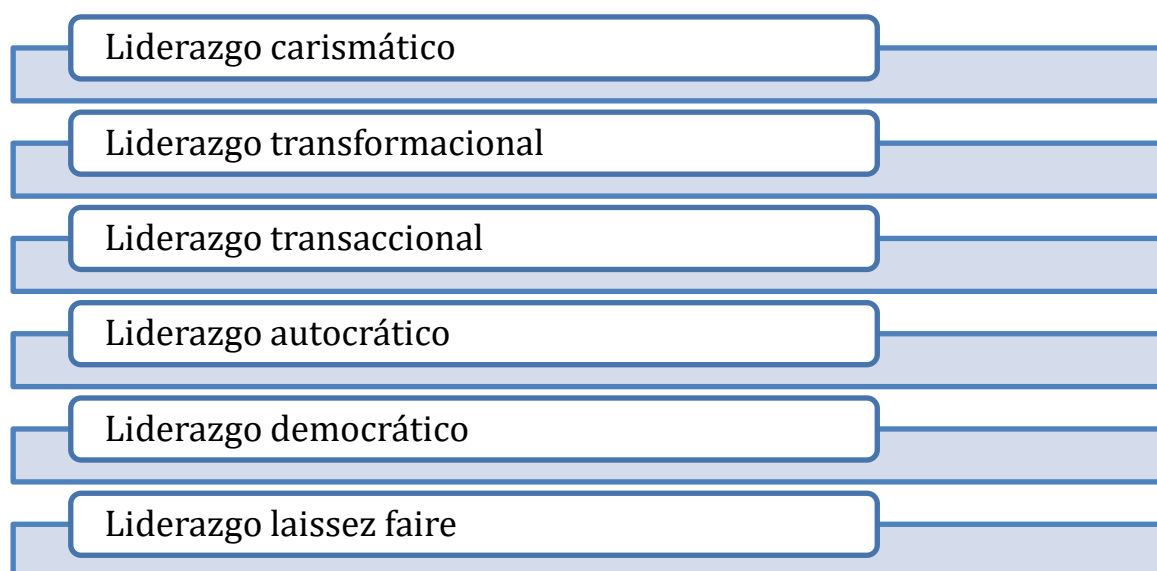 Liderazgo carismático
Liderazgo transformacional
Liderazgo transaccional
Liderazgo autocrático
Liderazgo democrático
Liderazgo laissez faire